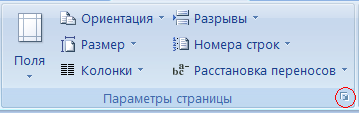 Поля
Ориентация
Размер
Колонки
Разрывы
Номера строк
Расстановка переносов
Параметры страницы